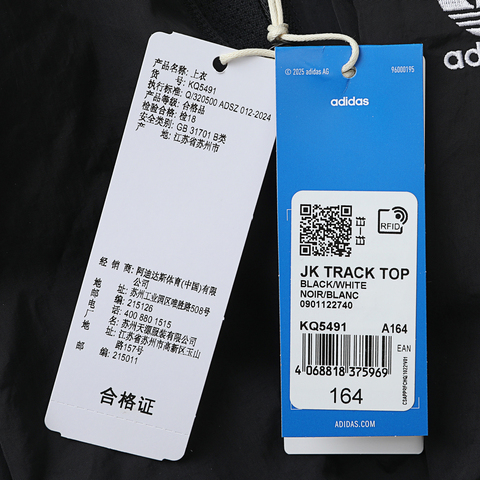 产品名称: 上衣
货 号: KQ5491
执行标准: Q/320500 ADSZ 012-2024
产品等级: 合格品
检验合格: 检18
安全类别: GB 31701 B类
产 地: 江苏省苏州市
经 销 商: 阿迪达斯体育(中国)有限
公司
地 址: 苏州工业园区唯胜路508号
邮 编: 215126
电 话: 400 880 1515
厂 名: 苏州天源服装有限公司
厂 址: 苏州市高新区玉山
路157号
邮 编: 215011
合格证
© 2025 adidas AG
96000195
adidas
RFID
JK TRACK TOP
BLACK/WHITE
NOIR/BLANC
0901122740
KQ5491 A164
EAN
4 068818 375969
164
ADIDAS.COM